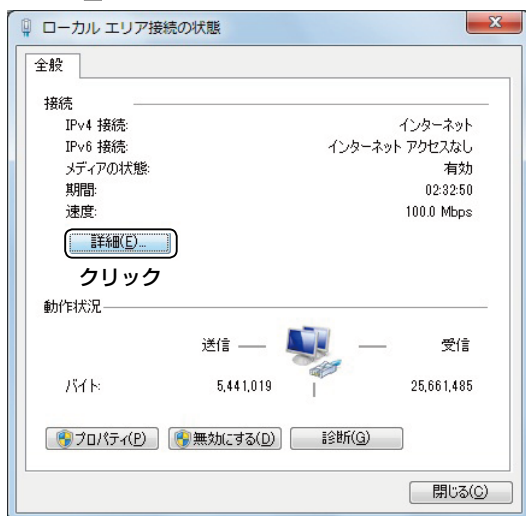 ローカル エリア接続の状態
全般
接続
IPv4 接続: インターネット
IPv6 接続: インターネット アクセスなし
メディアの状態: 有効
期間: 02:32:50
速度: 100.0 Mbps
詳細(E)...
クリック
動作状況
送信 受信
バイト: 5,441,019 25,661,485
プロパティ(P) 無効にする(D) 診断(G)
閉じる(C)